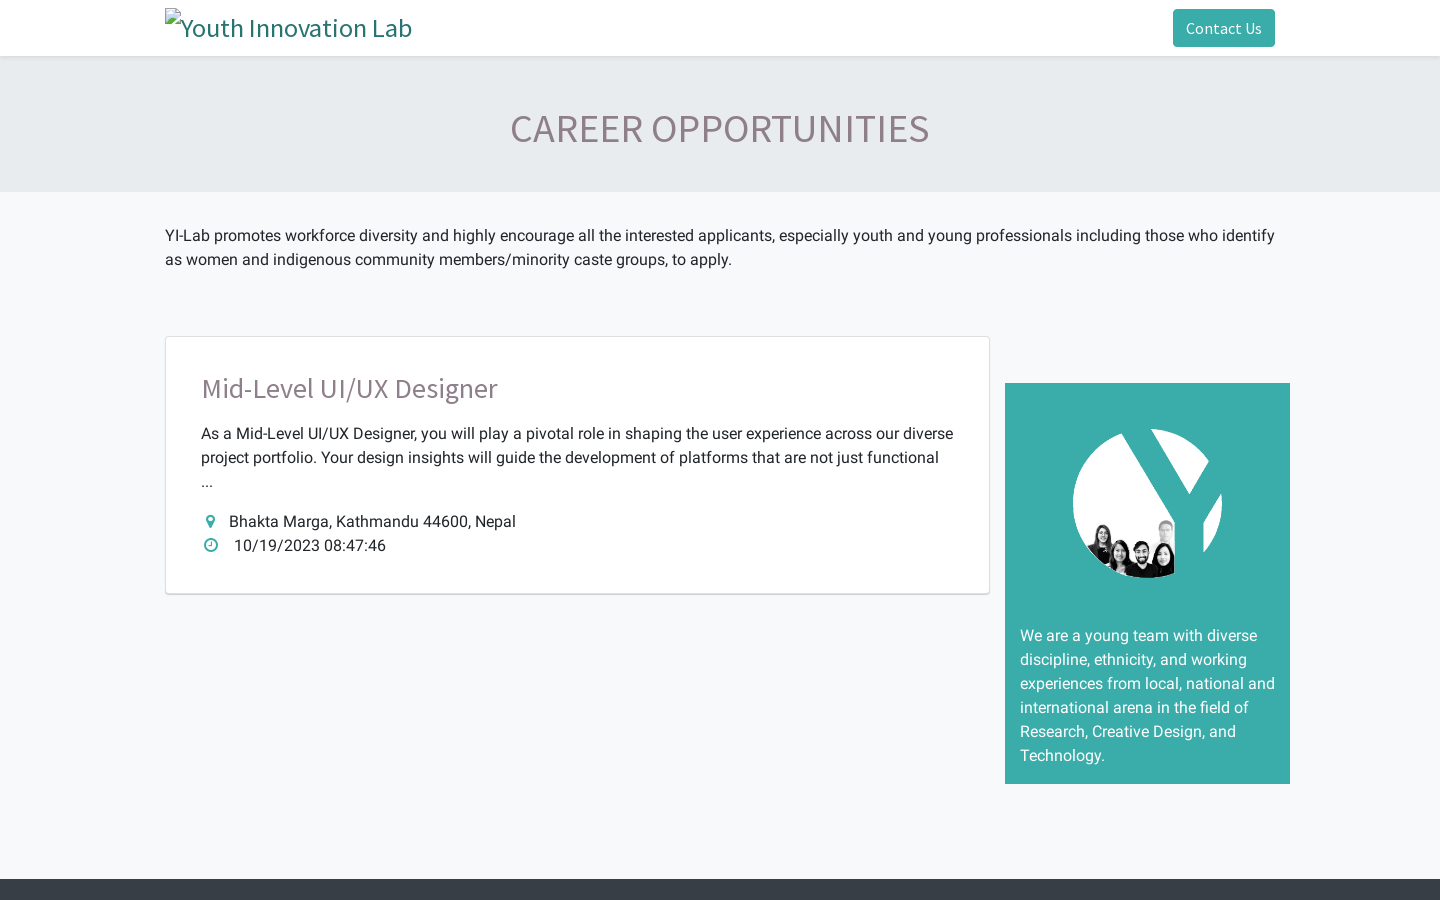 Youth Innovation Lab
Contact Us
CAREER OPPORTUNITIES
YI-Lab promotes workforce diversity and highly encourage all the interested applicants, especially youth and young professionals including those who identify
as women and indigenous community members/minority caste groups, to apply.
Mid-Level UI/UX Designer
As a Mid-Level UI/UX Designer, you will play a pivotal role in shaping the user experience across our diverse
project portfolio. Your design insights will guide the development of platforms that are not just functional
...
Bhakta Marga, Kathmandu 44600, Nepal
10/19/2023 08:47:46
We are a young team with diverse
discipline, ethnicity, and working
experiences from local, national and
international arena in the field of
Research, Creative Design, and
Technology.